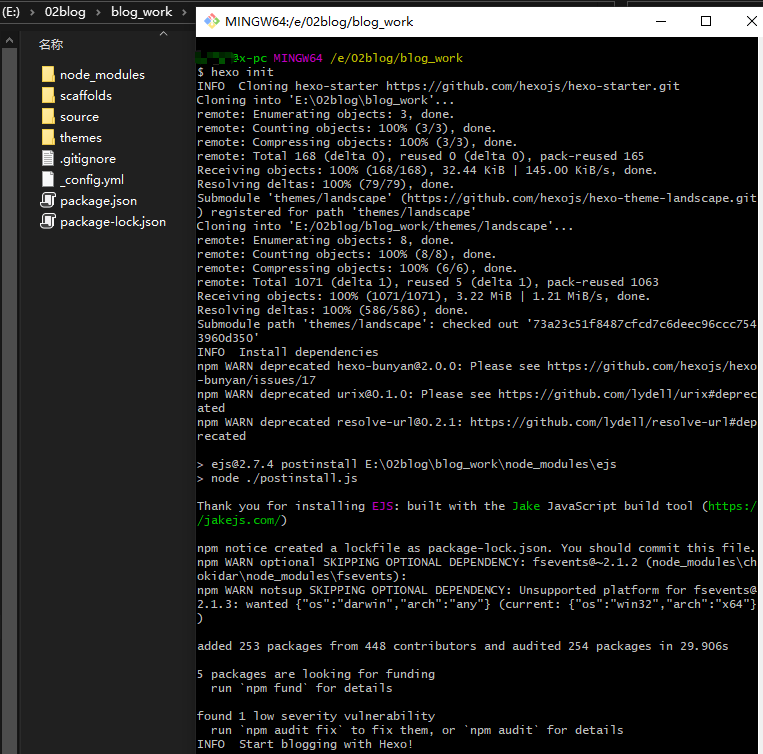 (E:) > 02blog > blog_work >
名称
node_modules
scaffolds
source
themes
.gitignore
_config.yml
package.json
package-lock.json
MINGW64:/e/02blog/blog_work
x-pc MINGW64 /e/02blog/blog_work
$ hexo init
INFO  Cloning hexo-starter https://github.com/hexojs/hexo-starter.git
Cloning into 'E:\02blog\blog_work'...
remote: Enumerating objects: 3, done.
remote: Counting objects: 100% (3/3), done.
remote: Compressing objects: 100% (3/3), done.
remote: Total 168 (delta 0), reused 0 (delta 0), pack-reused 165
Receiving objects: 100% (168/168), 32.44 KiB | 145.00 KiB/s, done.
Resolving deltas: 100% (79/79), done.
Submodule 'themes/landscape' (https://github.com/hexojs/hexo-theme-landscape.git
) registered for path 'themes/landscape'
Cloning into 'E:/02blog/blog_work/themes/landscape'...
remote: Enumerating objects: 8, done.
remote: Counting objects: 100% (8/8), done.
remote: Compressing objects: 100% (6/6), done.
remote: Total 1071 (delta 1), reused 5 (delta 1), pack-reused 1063
Receiving objects: 100% (1071/1071), 3.22 MiB | 1.21 MiB/s, done.
Resolving deltas: 100% (586/586), done.
Submodule path 'themes/landscape': checked out '73a23c51f8487cfcd7c6deec96ccc754
3960d350'
INFO  Install dependencies
npm WARN deprecated hexo-bunyan@2.0.0: Please see https://github.com/hexojs/hexo
-bunyan/issues/17
npm WARN deprecated urix@0.1.0: Please see https://github.com/lydell/urix#deprec
ated
npm WARN deprecated resolve-url@0.2.1: https://github.com/lydell/resolve-url#dep
recated
> ejs@2.7.4 postinstall E:\02blog\blog_work\node_modules\ejs
> node ./postinstall.js
Thank you for installing EJS: built with the Jake JavaScript build tool (https:/
/jakejs.com/)
npm notice created a lockfile as package-lock.json. You should commit this file.
npm WARN optional SKIPPING OPTIONAL DEPENDENCY: fsevents@~2.1.2 (node_modules\ch
okidar\node_modules\fsevents):
npm WARN notsup SKIPPING OPTIONAL DEPENDENCY: Unsupported platform for fsevents@
2.1.3: wanted {"os":"darwin","arch":"any"} (current: {"os":"win32","arch":"x64"}
)
added 253 packages from 448 contributors and audited 254 packages in 29.906s
5 packages are looking for funding
  run `npm fund` for details
found 1 low severity vulnerability
  run `npm audit fix` to fix them, or `npm audit` for details
INFO  Start blogging with Hexo!